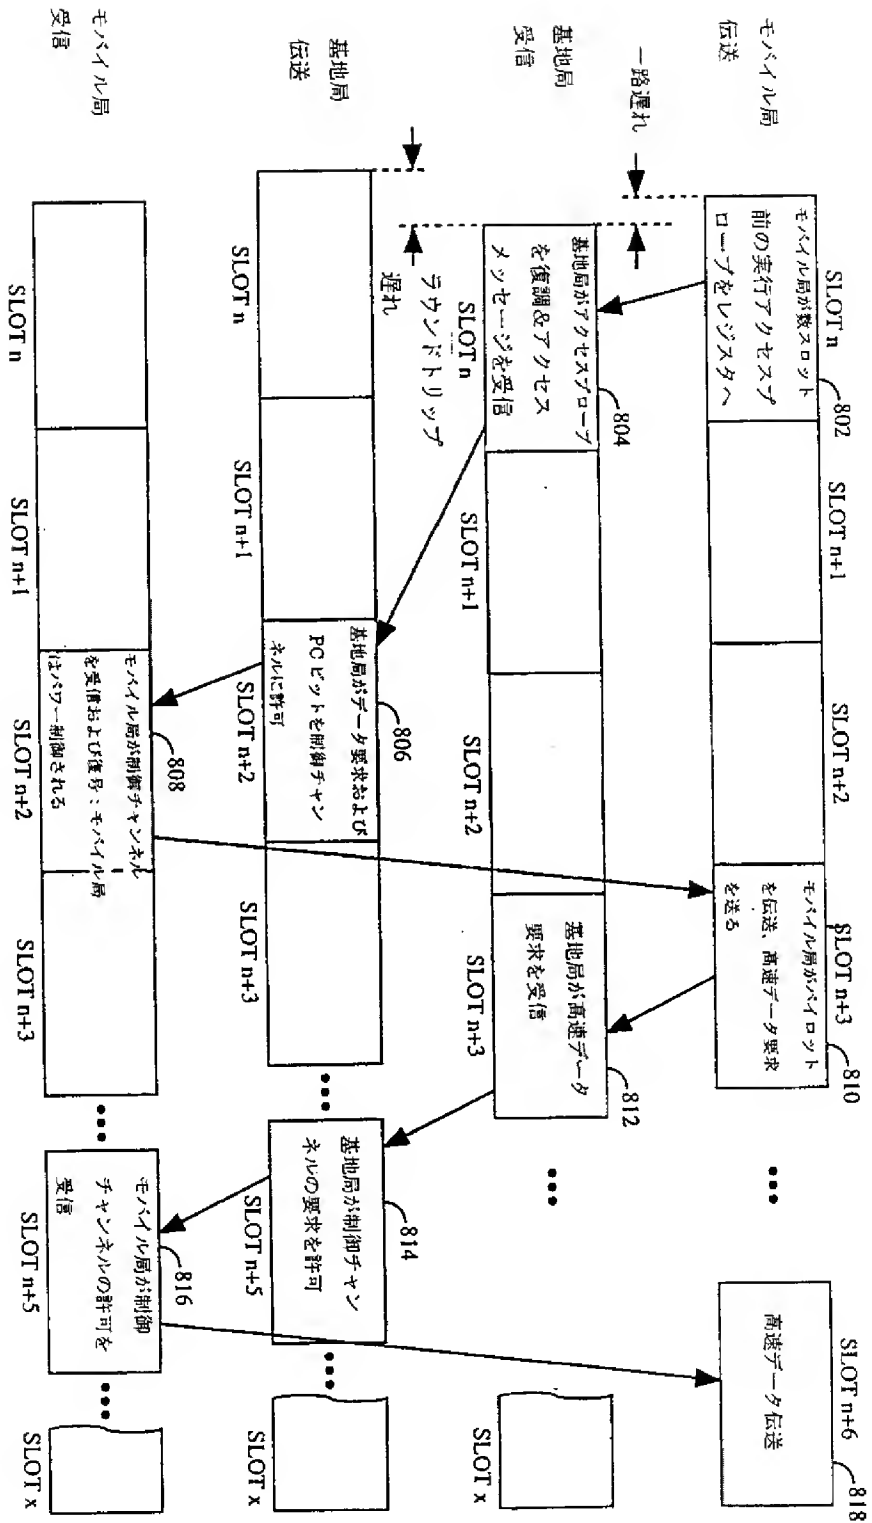 モバイル局
伝送
SLOT n
802
モバイル局が数スロット
前の実行アクセスプ
ローブをレジスタへ
SLOT n+1
SLOT n+2
SLOT n+3
810
モバイル局がパイロット
を伝送、高速データ要求
を送る
SLOT n+6
818
高速データ伝送
一路遅れ
基地局
受信
基地局がアクセスプローブ
を復調&アクセス
メッセージを受信
804
SLOT n
SLOT n+1
SLOT n+2
基地局が高速データ
要求を受信
812
SLOT n+3
SLOT x
ラウンドトリップ
遅れ
基地局
伝送
SLOT n
SLOT n+1
基地局がデータ要求および
PCビットを制御チャン
ネルに許可
806
SLOT n+2
SLOT n+3
基地局が制御チャン
ネルの要求を許可
814
SLOT n+5
SLOT x
モバイル局
受信
SLOT n
SLOT n+1
モバイル局が制御チャンネル
を受信および復号:モバイル局
はパワー制御される
808
SLOT n+2
SLOT n+3
モバイル局が制御
チャンネルの許可を
受信
816
SLOT n+5
SLOT x